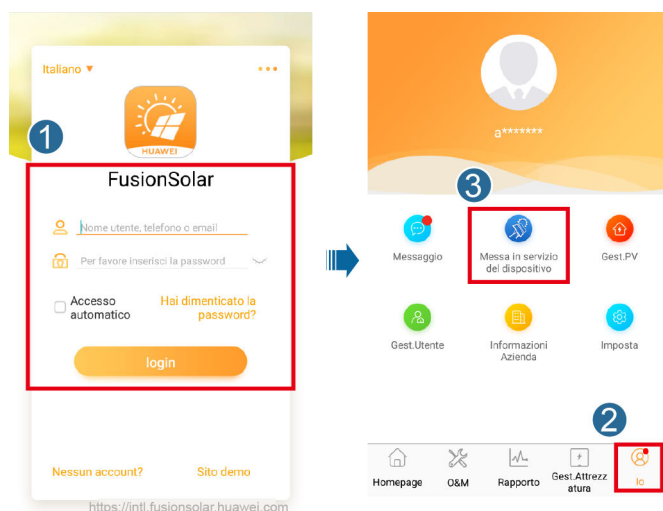 Italiano
1
HUAWEI
FusionSolar
Nome utente, telefono o email
Per favore inserisci la password
Accesso
automatico
Hai dimenticato la
password?
login
Nessun account?
Sito demo
https://intl.fusionsolar.huawei.com
a*******
3
Messaggio
Messa in servizio
del dispositivo
Gest.PV
Gest.Utente
Informazioni
Azienda
Imposta
2
Homepage
O&M
Rapporto
Gest.Attrezz
atura
Io